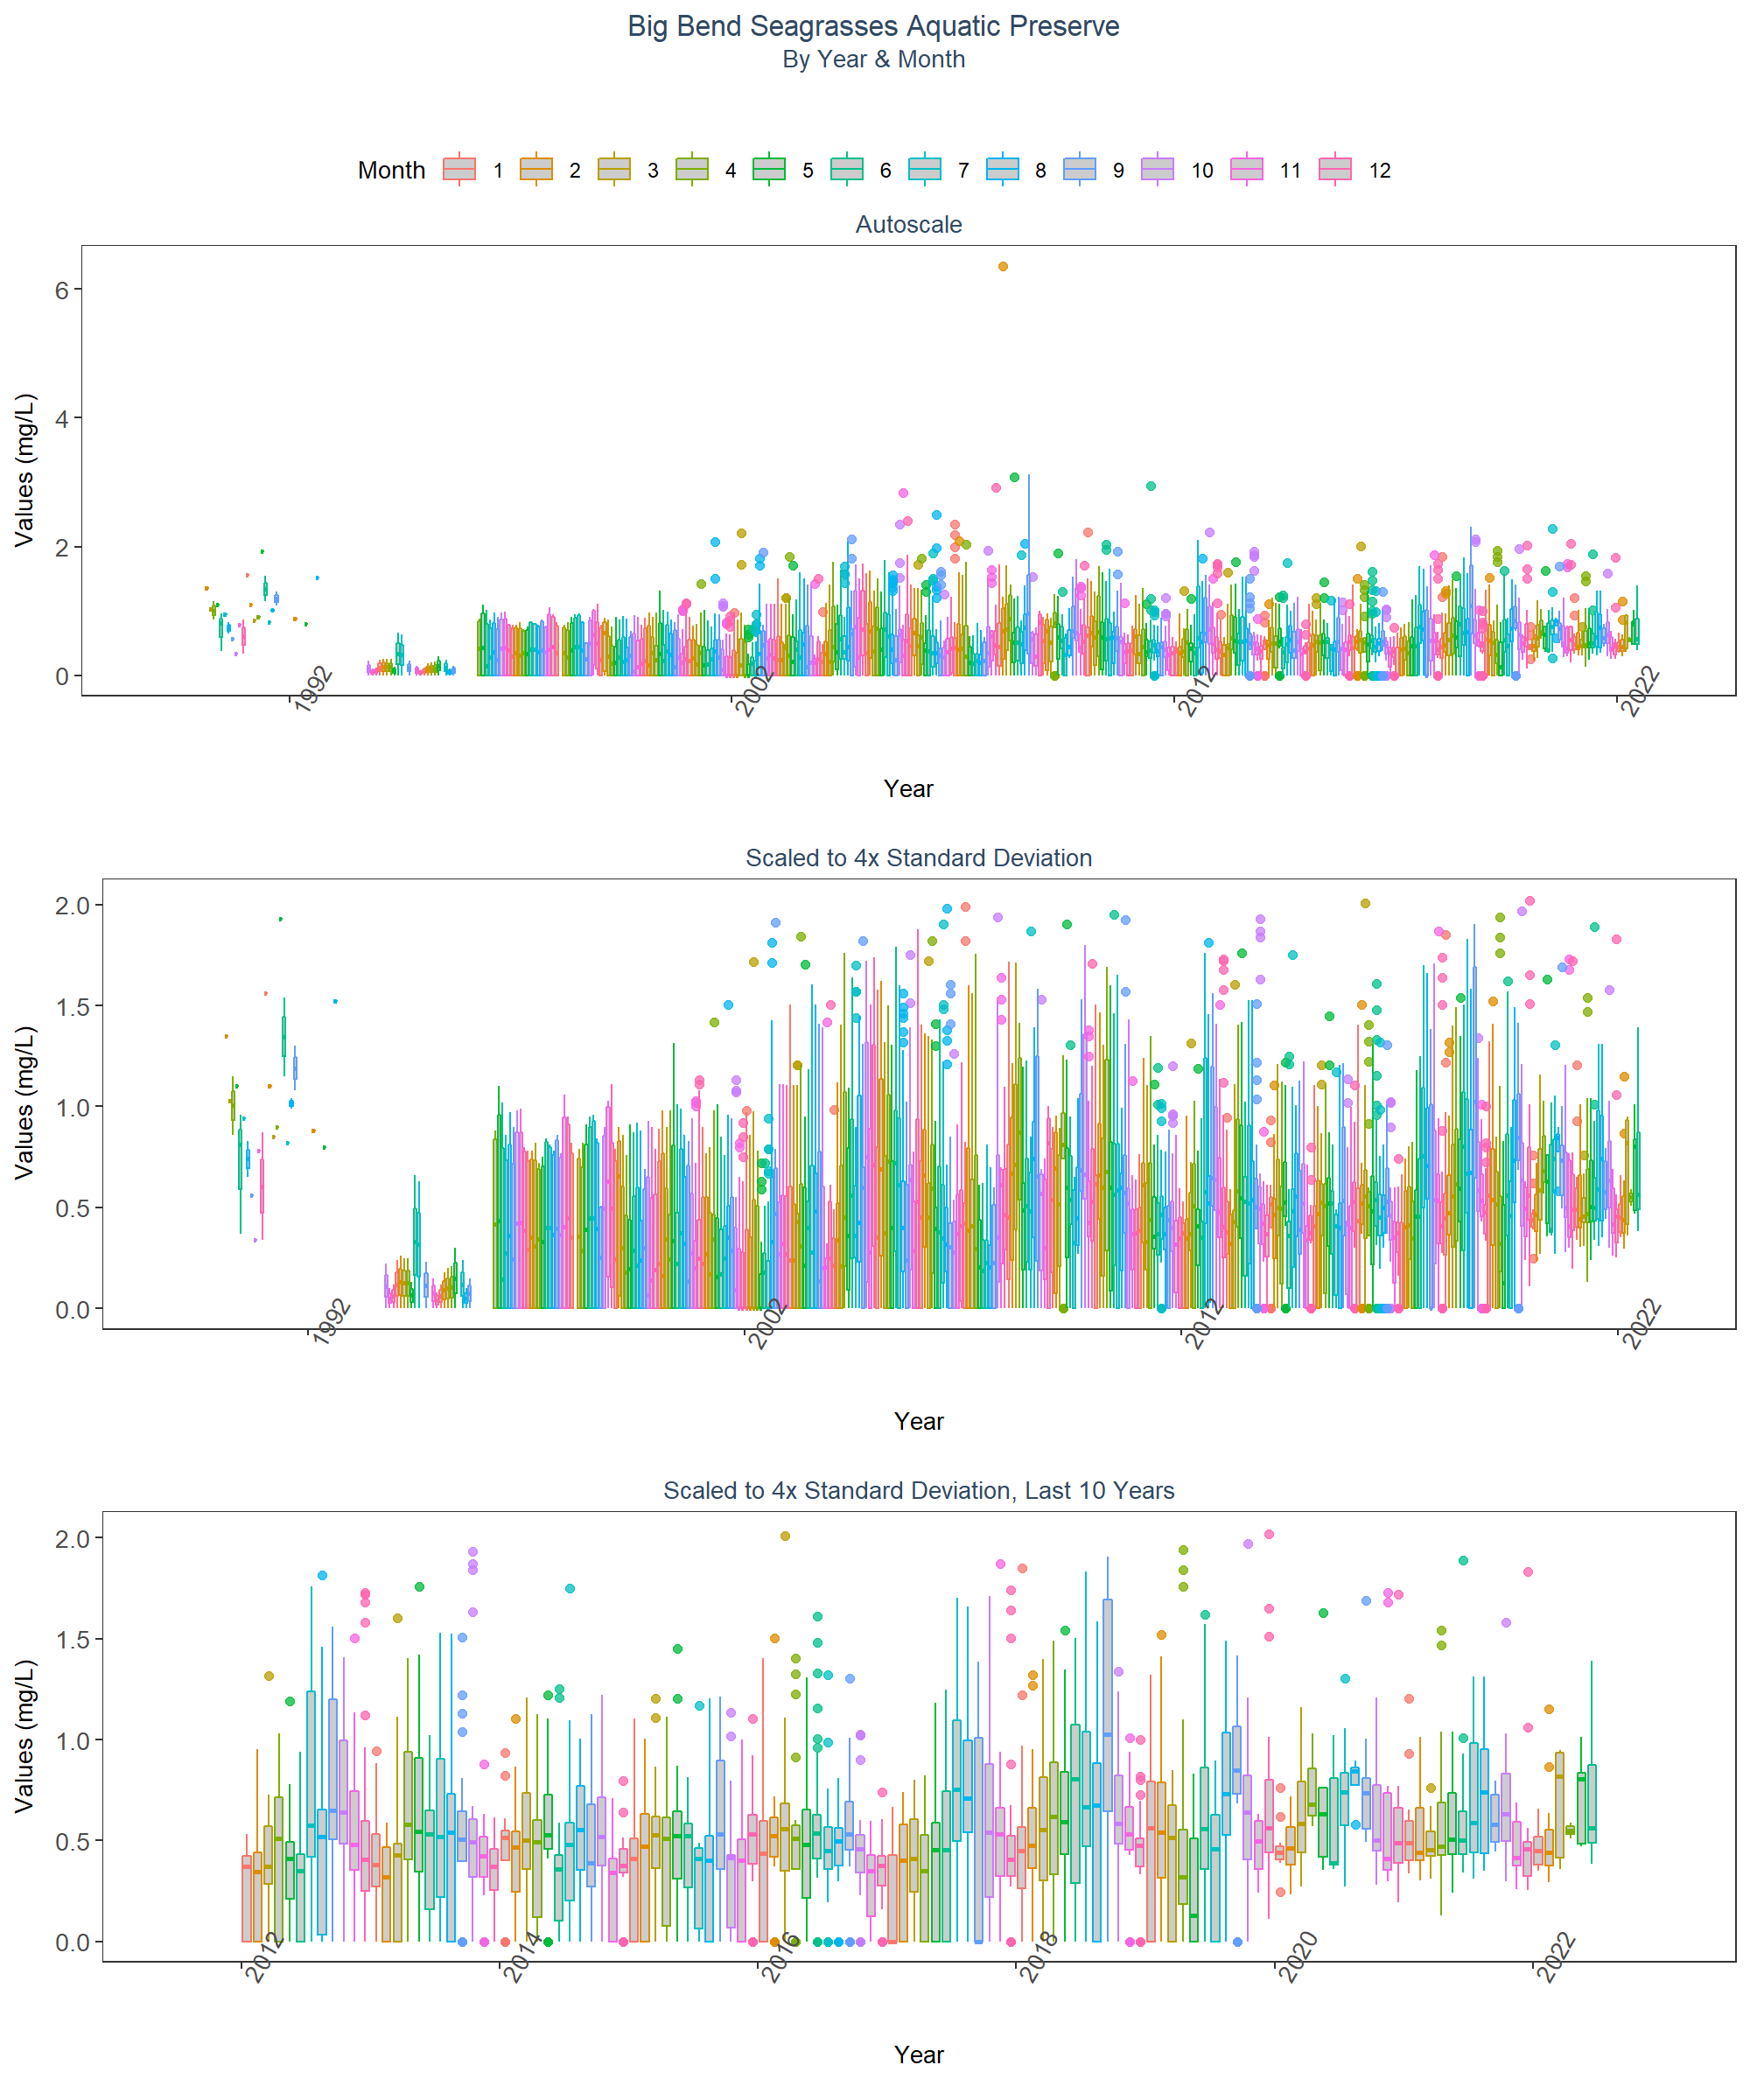 Big Bend Seagrasses Aquatic Preserve
By Year & Month
Month 1 2 3 4 5 6 7 8 9 10 11 12
Autoscale
Values (mg/L)
6
4
2
0
1992 2002 2012 2022
Year
Scaled to 4x Standard Deviation
Values (mg/L)
2.0
1.5
1.0
0.5
0.0
1992 2002 2012 2022
Year
Scaled to 4x Standard Deviation, Last 10 Years
Values (mg/L)
2.0
1.5
1.0
0.5
0.0
2012 2014 2016 2018 2020 2022
Year